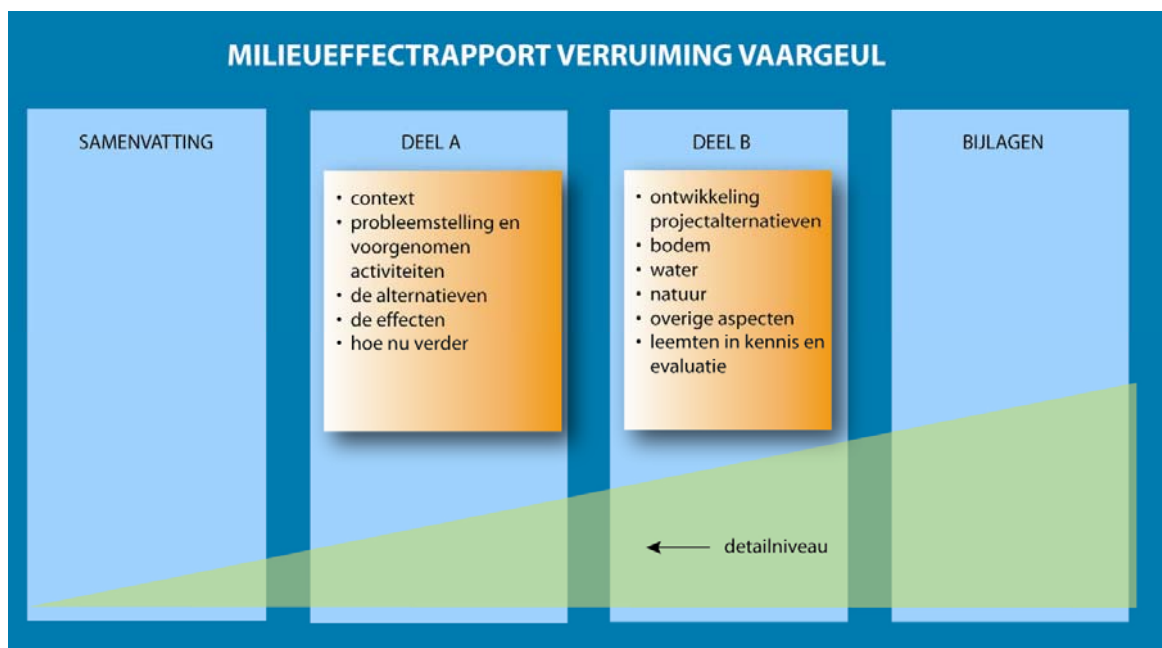 MILIEUEFFECTRAPPORT VERRUIMING VAARGEUL
SAMENVATTING
DEEL A
• context
• probleemstelling en
voorgenomen
activiteiten
• de alternatieven
• de effecten
• hoe nu verder
DEEL B
• ontwikkeling
projectalternatieven
• bodem
• water
• natuur
• overige aspecten
• leemten in kennis en
evaluatie
BIJLAGEN
detailniveau